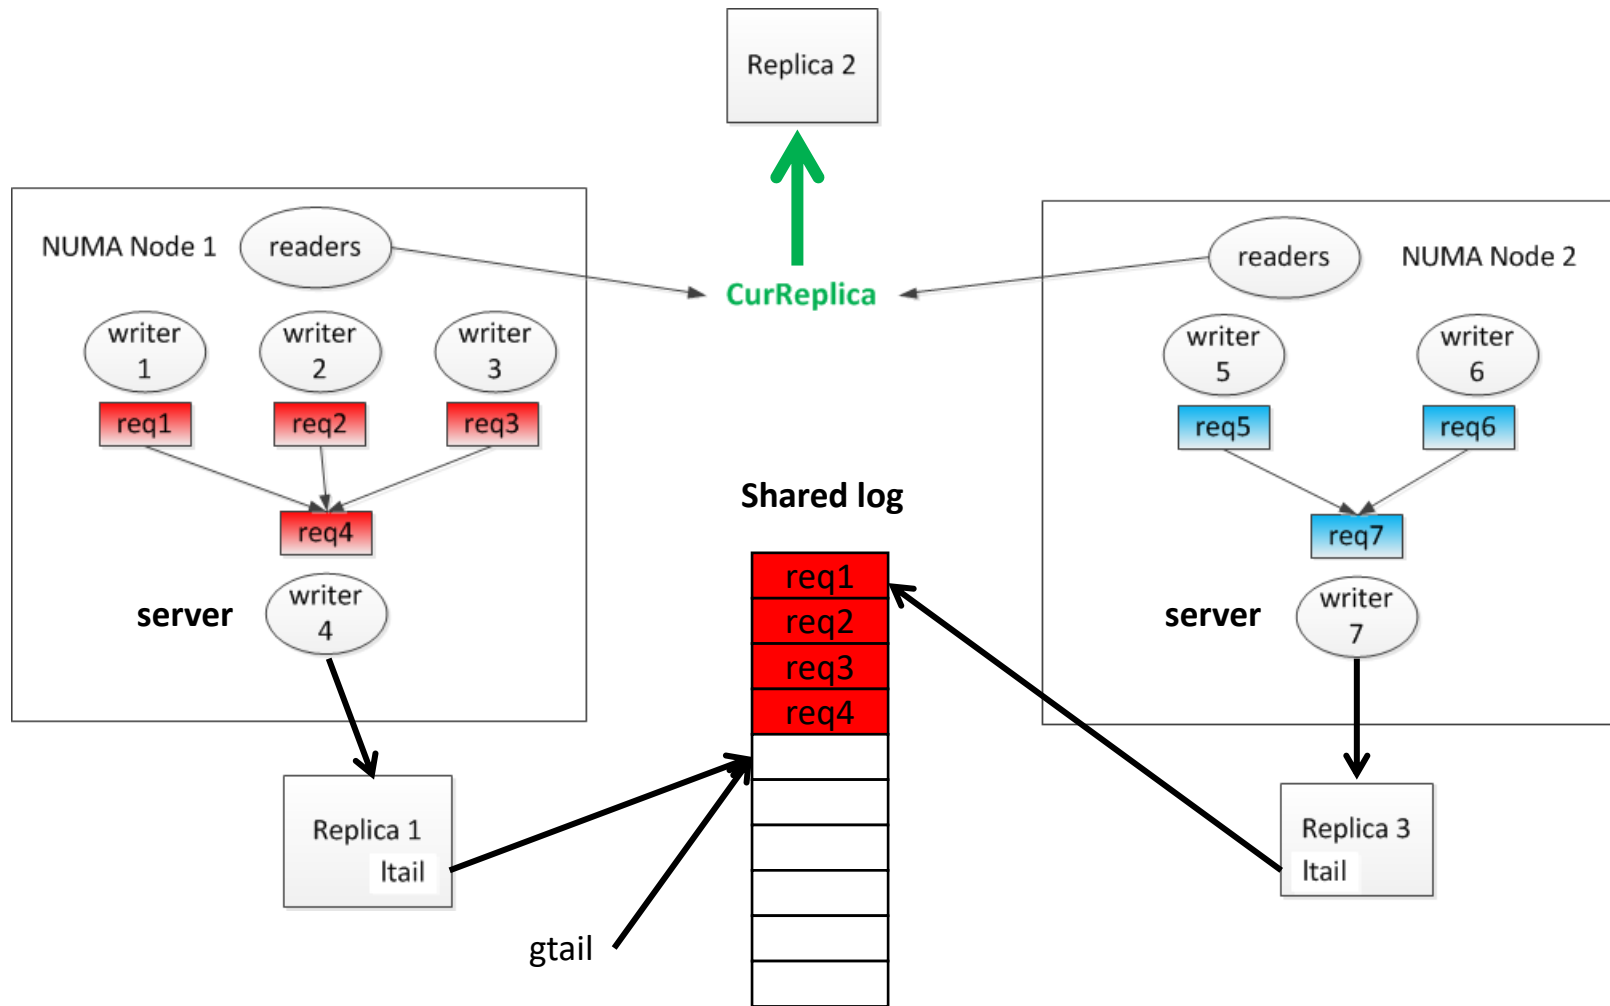 Replica 2
NUMA Node 1
readers
CurReplica
readers
NUMA Node 2
writer
1
writer
2
writer
3
writer
5
writer
6
req1
req2
req3
req5
req6
req4
req7
Shared log
server
writer
4
req1
req2
req3
req4
server
writer
7
Replica 1
ltail
Replica 3
ltail
gtail